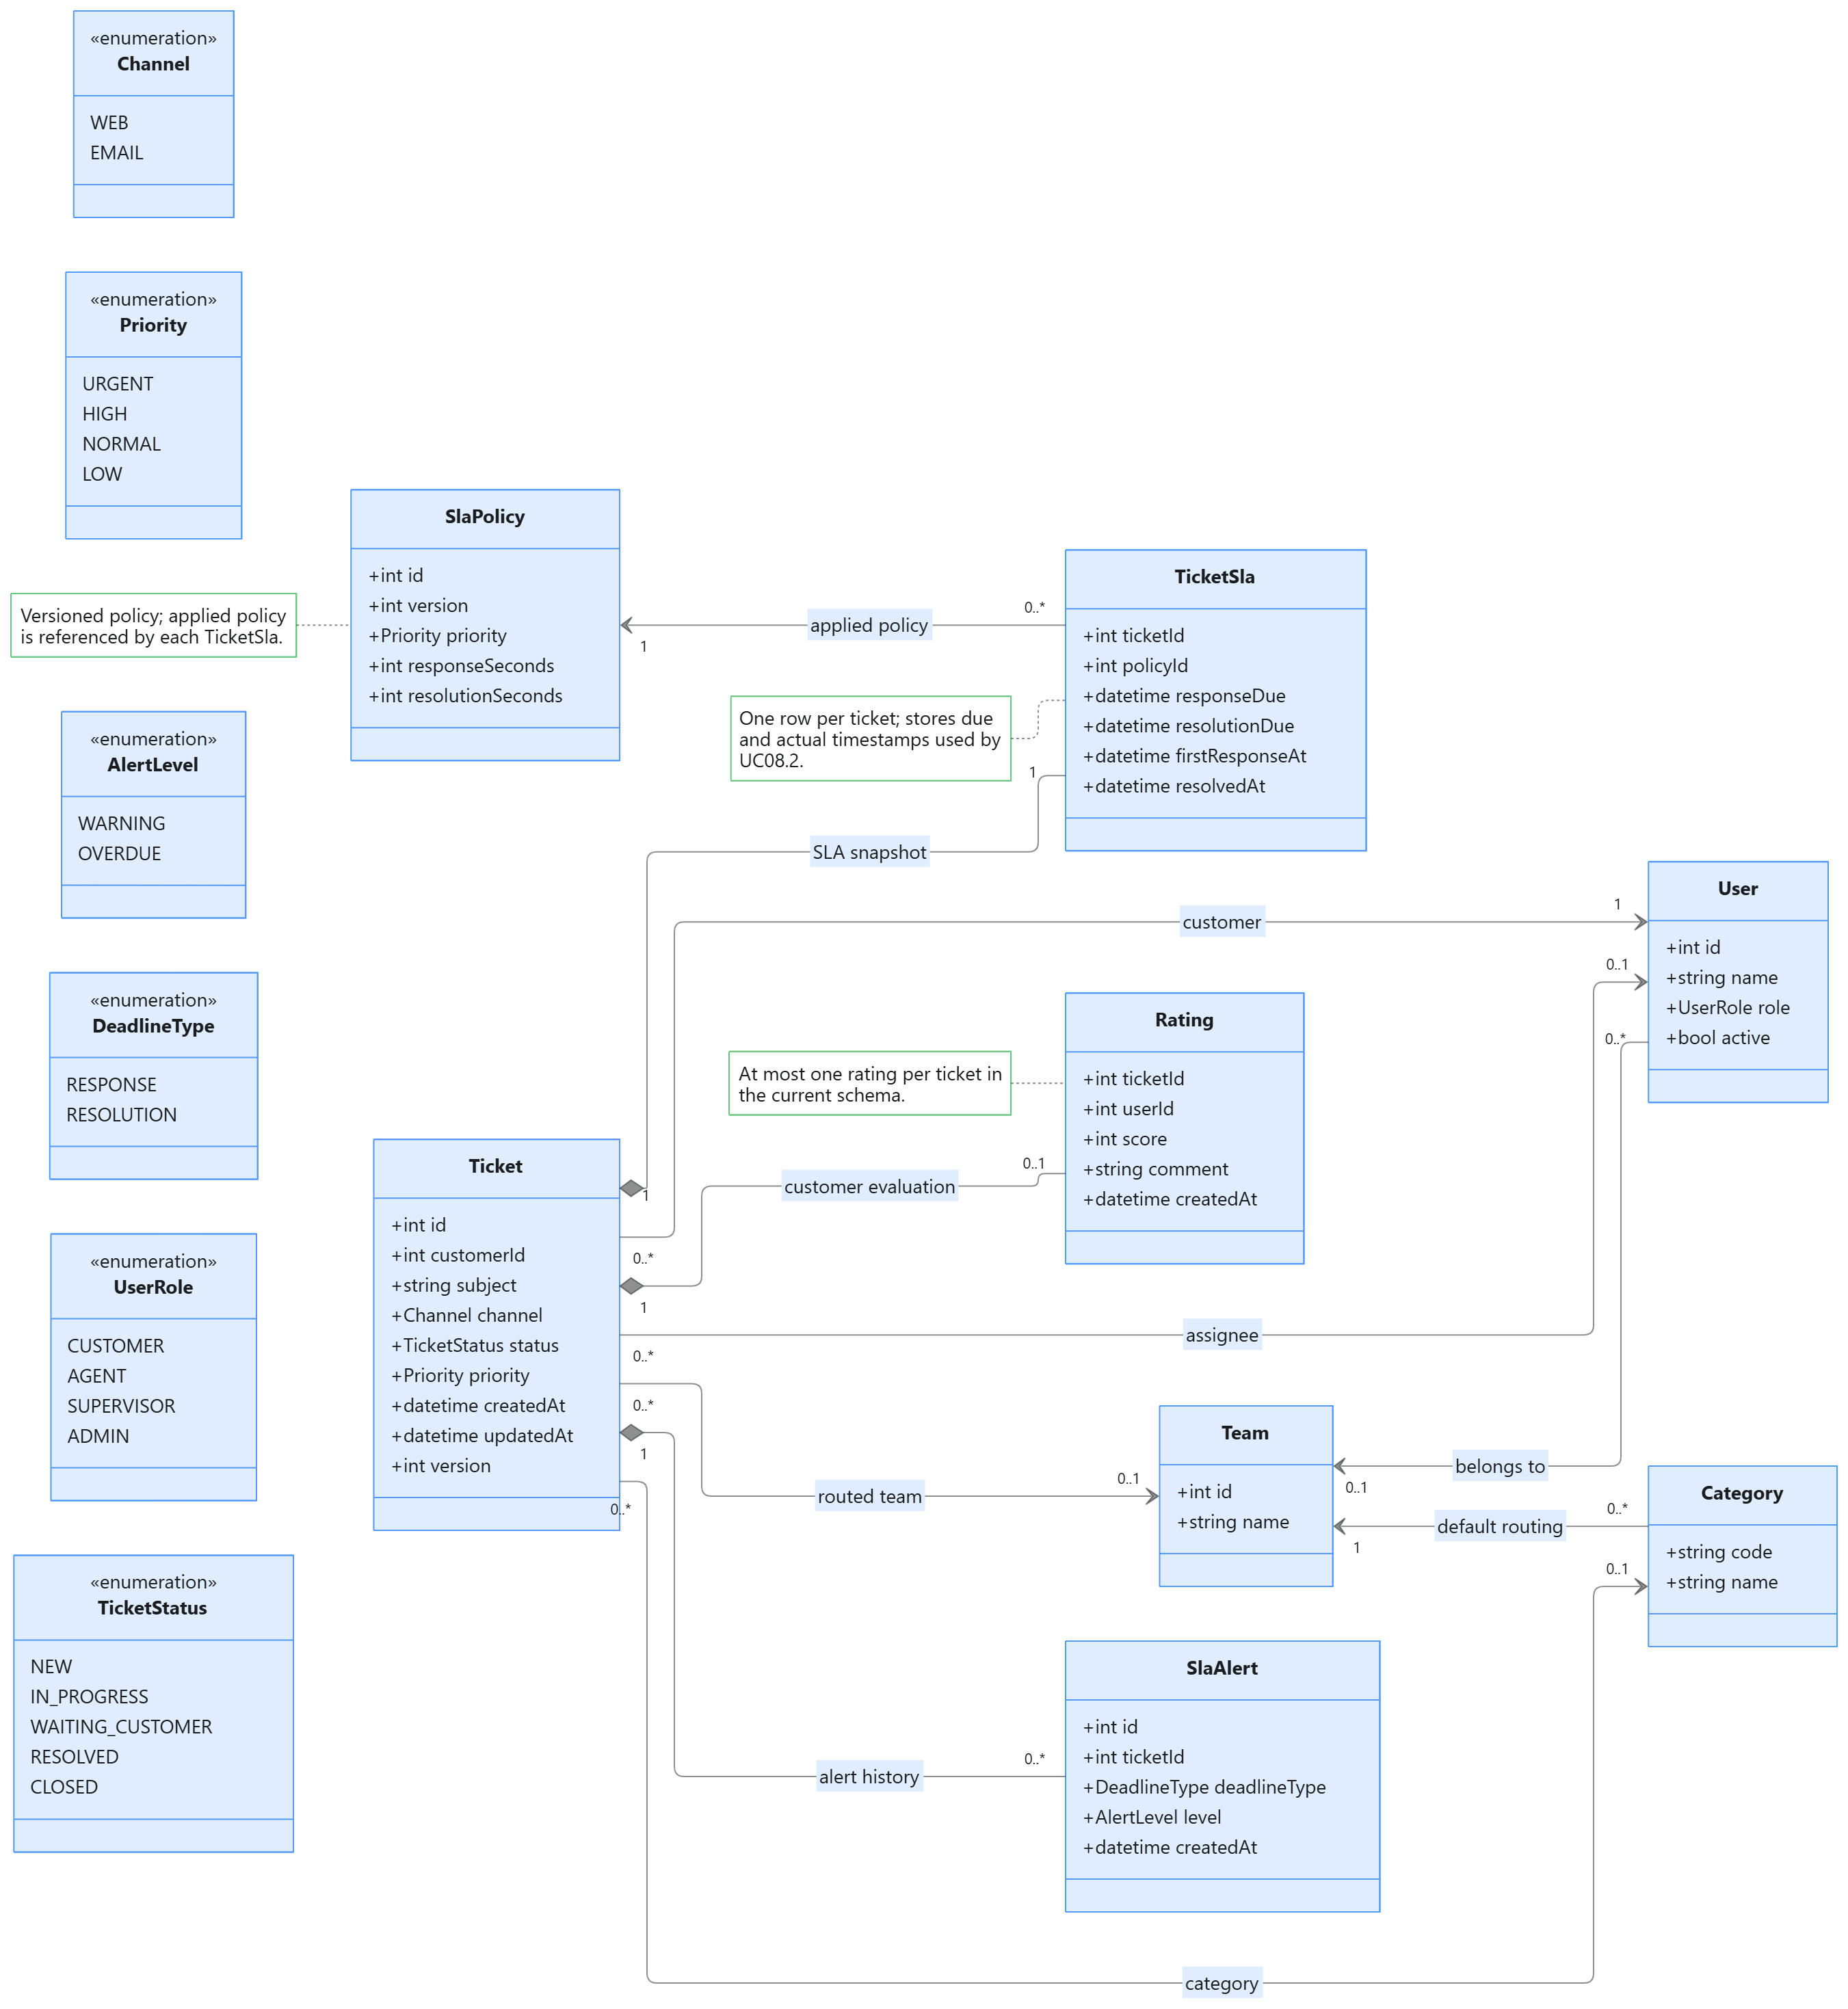 «enumeration»
Channel
WEB
EMAIL
«enumeration»
Priority
URGENT
HIGH
NORMAL
LOW
Versioned policy; applied policy
is referenced by each TicketSla.
«enumeration»
AlertLevel
WARNING
OVERDUE
«enumeration»
DeadlineType
RESPONSE
RESOLUTION
«enumeration»
UserRole
CUSTOMER
AGENT
SUPERVISOR
ADMIN
«enumeration»
TicketStatus
NEW
IN_PROGRESS
WAITING_CUSTOMER
RESOLVED
CLOSED
SlaPolicy
+int id
+int version
+Priority priority
+int responseSeconds
+int resolutionSeconds
1
applied policy
0..*
TicketSla
+int ticketId
+int policyId
+datetime responseDue
+datetime resolutionDue
+datetime firstResponseAt
+datetime resolvedAt
One row per ticket; stores due
and actual timestamps used by
UC08.2.
1
SLA snapshot
1
customer
1
0..*
User
+int id
+string name
+UserRole role
+bool active
0..1
0..*
Rating
+int ticketId
+int userId
+int score
+string comment
+datetime createdAt
At most one rating per ticket in
the current schema.
0..1
customer evaluation
1
Ticket
+int id
+int customerId
+string subject
+Channel channel
+TicketStatus status
+Priority priority
+datetime createdAt
+datetime updatedAt
+int version
assignee
0..*
0..*
routed team
0..1
Team
+int id
+string name
belongs to
0..1
default routing
0..*
1
Category
+string code
+string name
0..1
1
alert history
0..*
SlaAlert
+int id
+int ticketId
+DeadlineType deadlineType
+AlertLevel level
+datetime createdAt
0..*
category